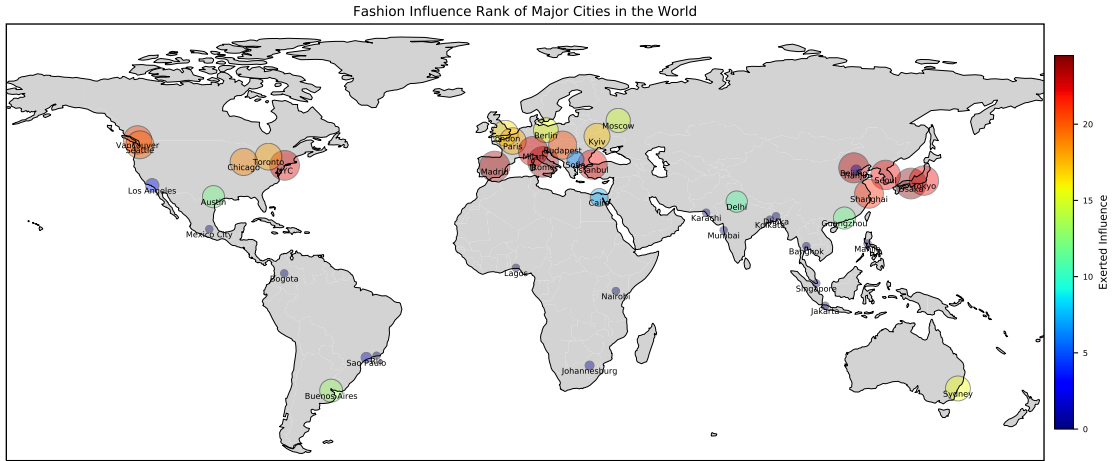 Fashion Influence Rank of Major Cities in the World
Moscow
Vancouver
Seattle
Berlin
Paris
Kyiv
Budapest
Milan
Toronto
Chicago
NYC
Madrid
Rome
Sofia
Istanbul
Beijing
Tianjin
Seoul
Tokyo
Osaka
Los Angeles
Austin
Cairo
Delhi
Shanghai
Karachi
Dhaka
Kolkata
Guangzhou
Mexico City
Mumbai
Bangkok
Manila
Bogota
Lagos
Singapore
Nairobi
Jakarta
Sao Paulo
Rio
Johannesburg
Buenos Aires
Sydney
20
15
10
5
0
Exerted Influence